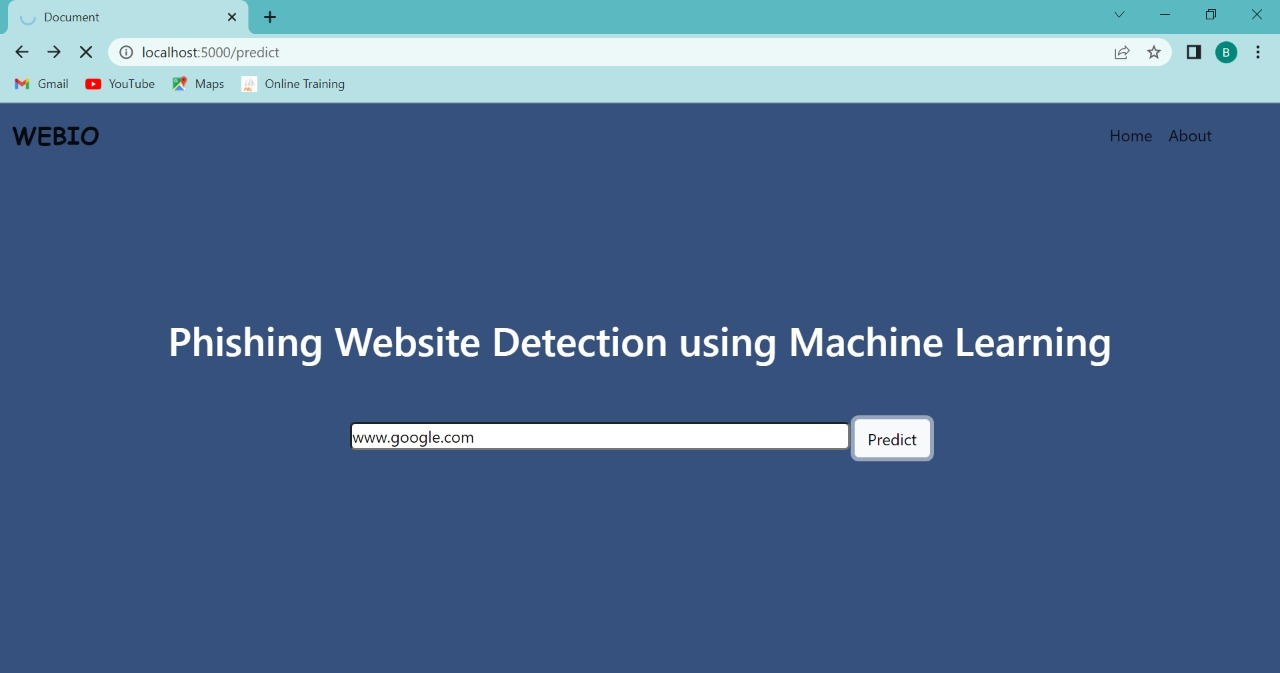 Document
localhost:5000/predict
B
Gmail YouTube Maps Online Training
WEBIO
Home About
Phishing Website Detection using Machine Learning
www.google.com Predict